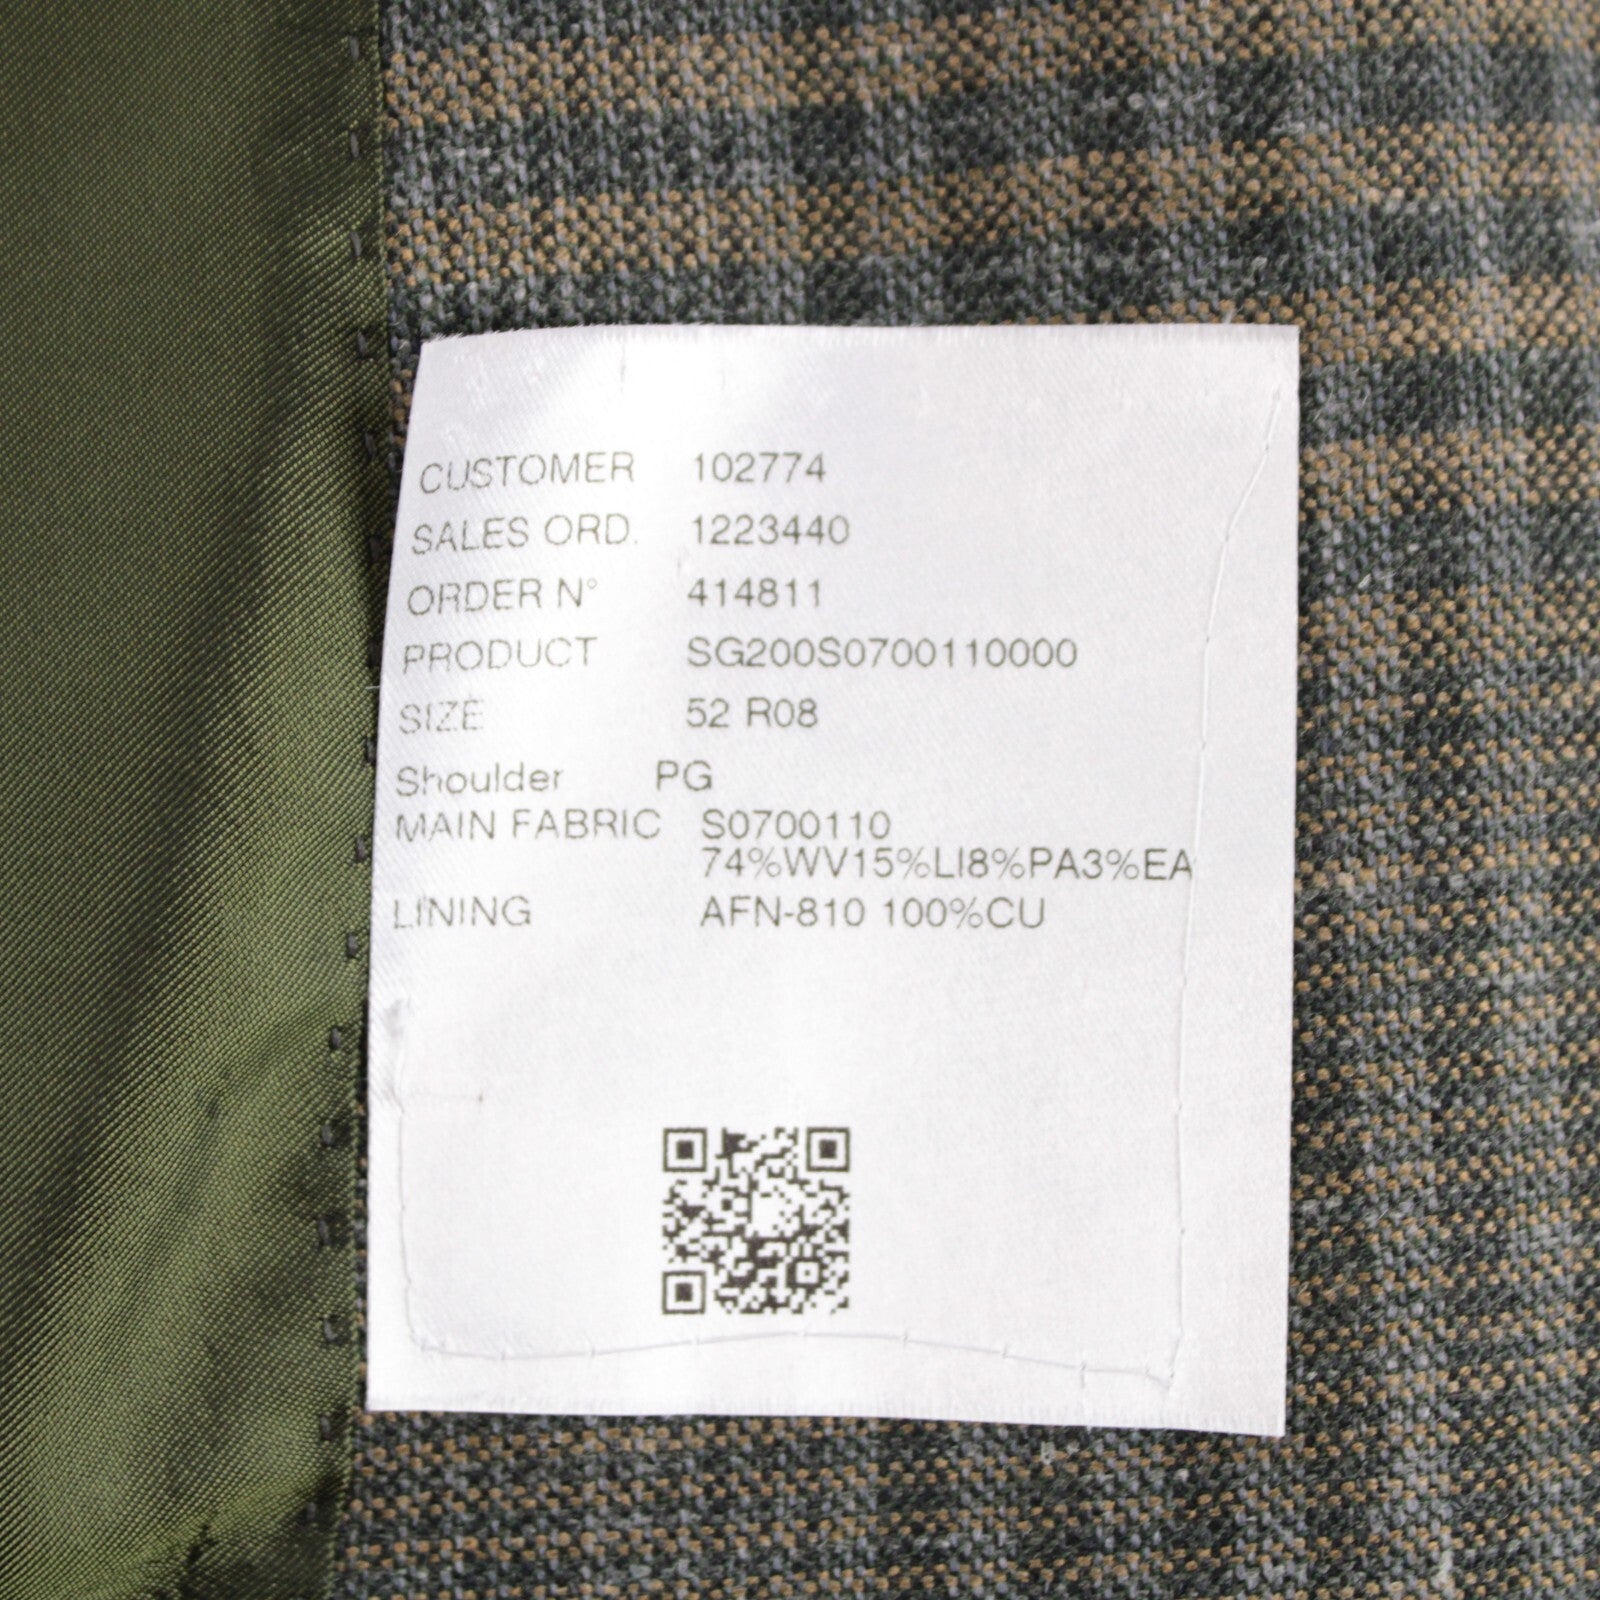 CUSTOMER 102774
SALES ORD. 1223440
ORDER N° 414811
PRODUCT SG200S0700110000
SIZE 52 R08
Shoulder PG
MAIN FABRIC S0700110
74%WV15%LI8%PA3%EA
LINING AFN-810 100%CU